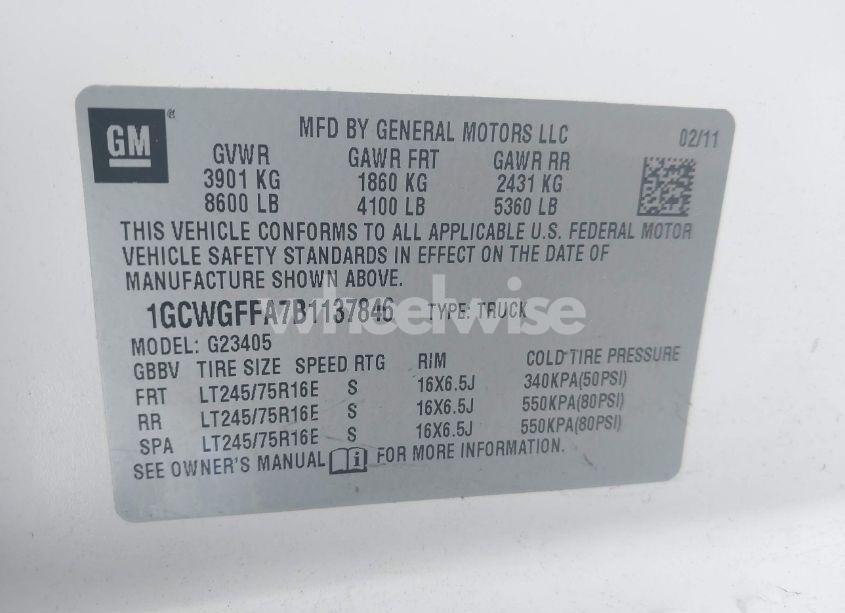 GM®
MFD BY GENERAL MOTORS LLC 02/11
GVWR GAWR FRT GAWR RR
3901 KG 1860 KG 2431 KG
8600 LB 4100 LB 5360 LB
THIS VEHICLE CONFORMS TO ALL APPLICABLE U.S. FEDERAL MOTOR
VEHICLE SAFETY STANDARDS IN EFFECT ON THE DATE OF
MANUFACTURE SHOWN ABOVE.
1GCWGFFA7B1137846 TYPE: TRUCK
wheelwise
MODEL: G23405
GBBV TIRE SIZE SPEED RTG RIM COLD TIRE PRESSURE
FRT LT245/75R16E S 16X6.5J 340KPA(50PSI)
RR LT245/75R16E S 16X6.5J 550KPA(80PSI)
SPA LT245/75R16E S 16X6.5J 550KPA(80PSI)
SEE OWNER'S MANUAL i FOR MORE INFORMATION.